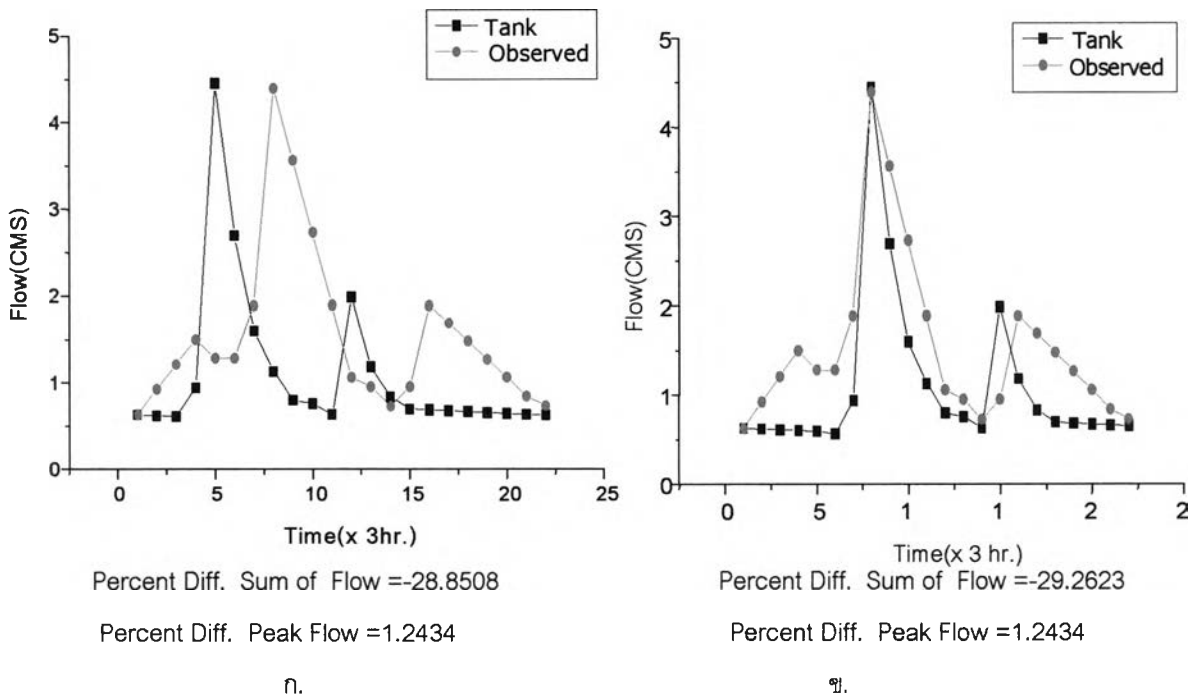 Tank
Observed
Flow(CMS)
5
4
3
2
1
0
0
5
10
15
20
25
Time(x 3hr.)
Percent Diff. Sum of Flow =-28.8508
Percent Diff. Peak Flow =1.2434
ก.
Tank
Observed
Flow(CMS)
5
4
3
2
1
0
0
5
1
1
2
2
Time(x 3 hr.)
Percent Diff. Sum of Flow =-29.2623
Percent Diff. Peak Flow =1.2434
ข.